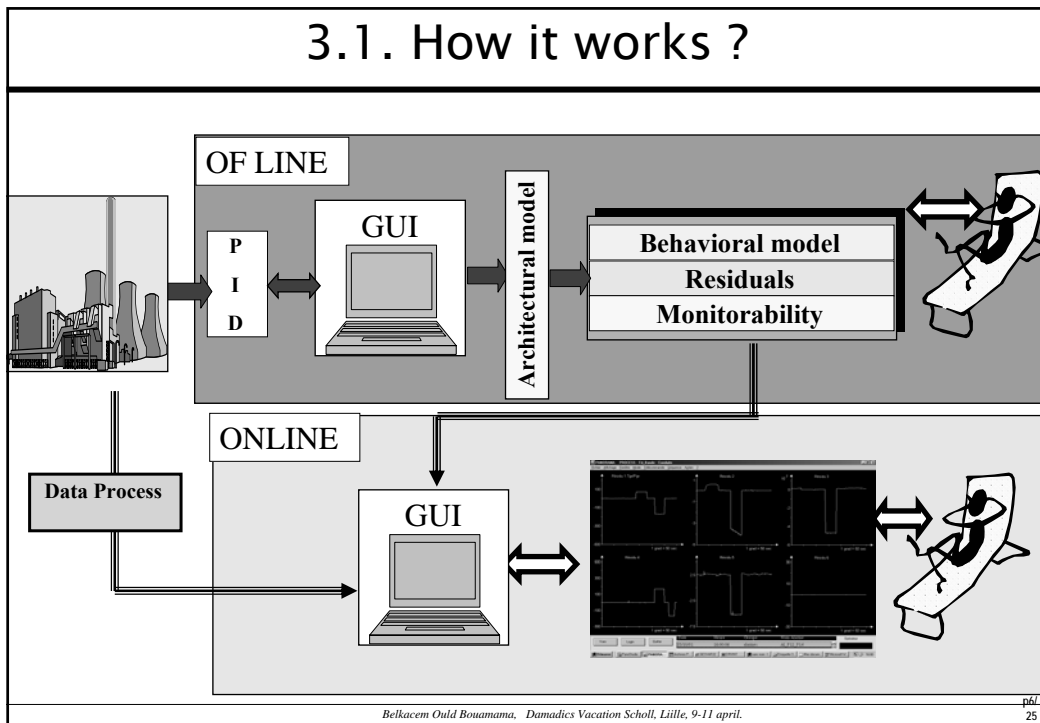 3.1. How it works ?
OF LINE
P
I
D
GUI
Architectural model
Behavioral model
Residuals
Monitorability
ONLINE
Data Process
GUI
Belkacem Ould Bouamama, Damadics Vacation Scholl, Liille, 9-11 april.
p6/
25